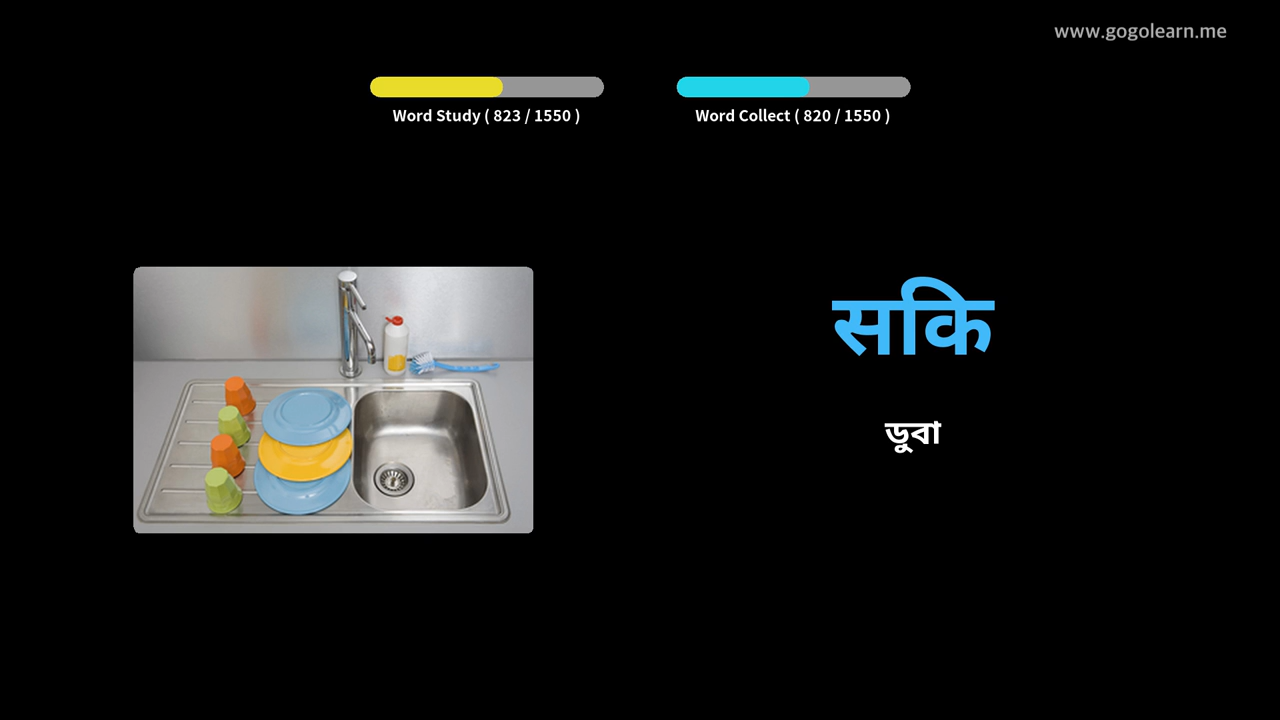 www.gogolearn.me
Word Study ( 823 / 1550 )
Word Collect ( 820 / 1550 )
सकि
ডুবা